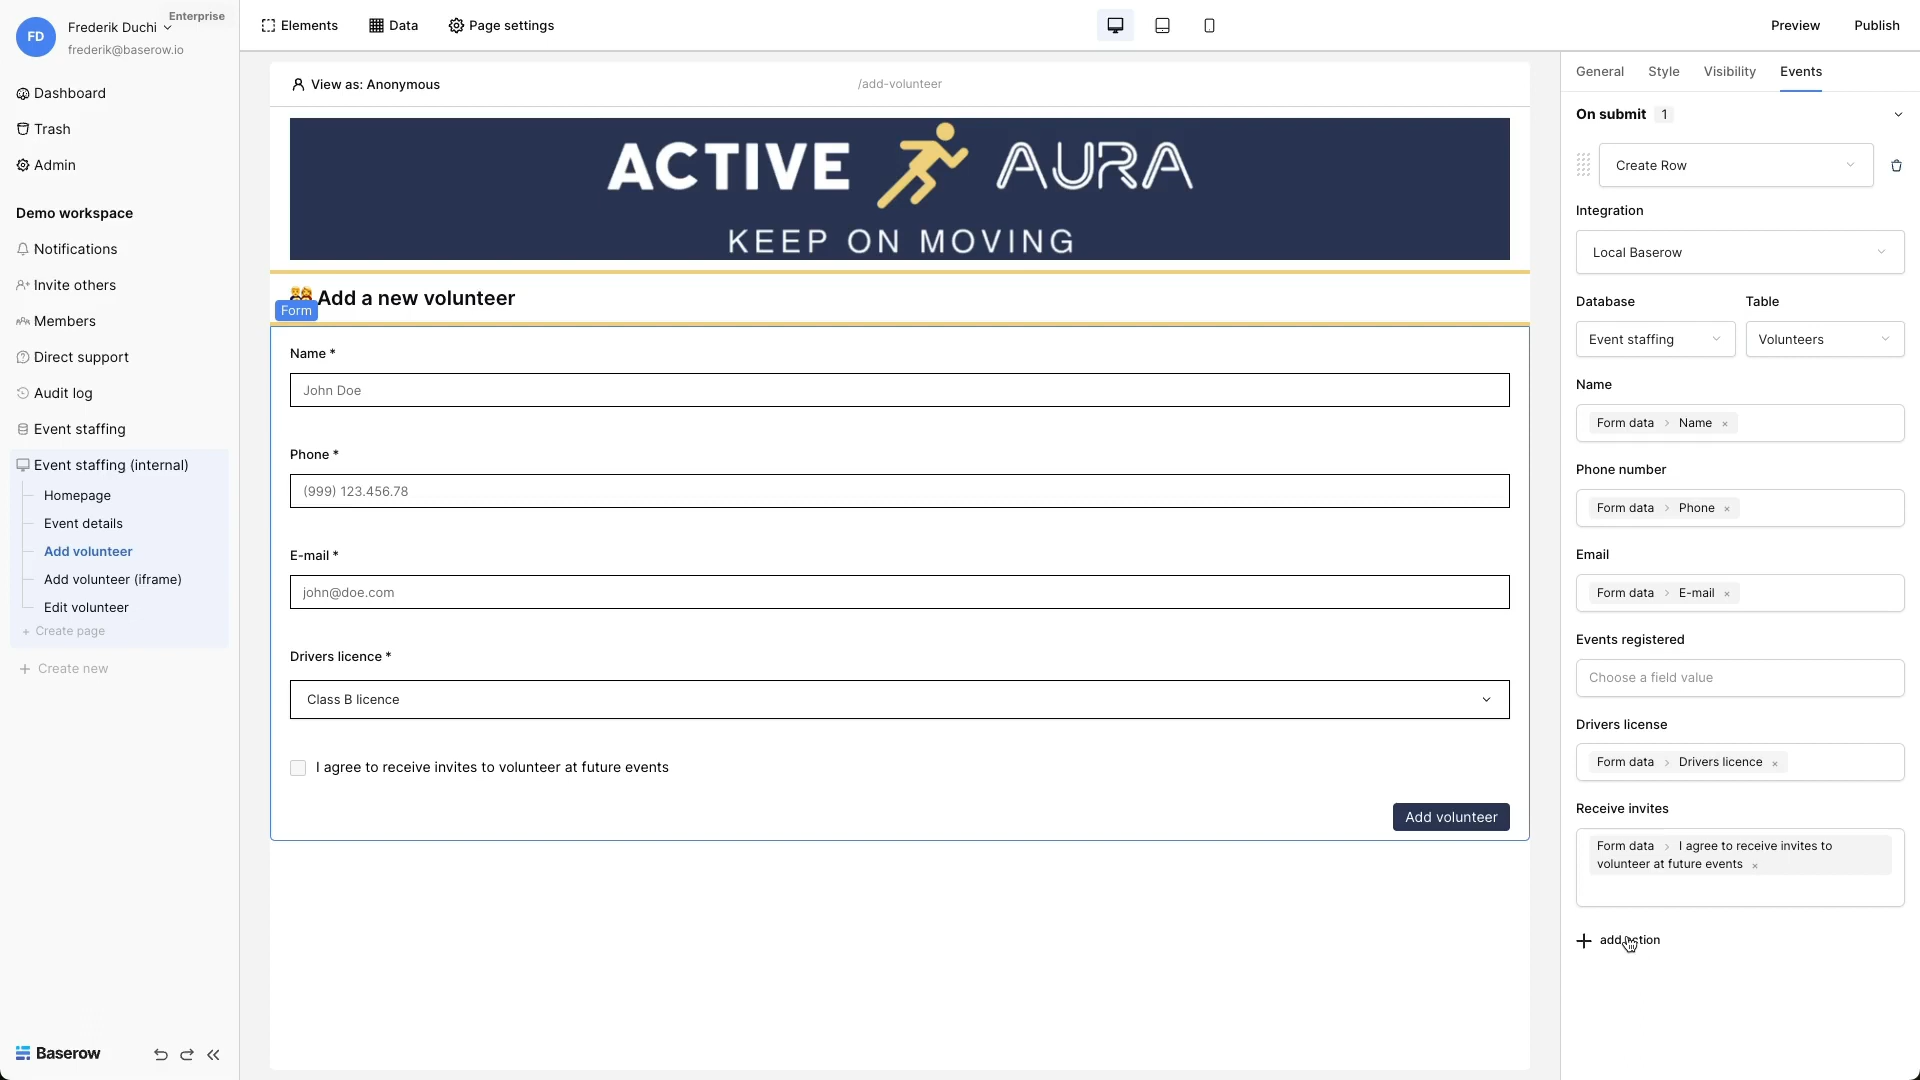 Enterprise
FD
Frederik Duchi
frederik@baserow.io
Dashboard
Trash
Admin
Demo workspace
Notifications
Invite others
Members
Direct support
Audit log
Event staffing
Event staffing (internal)
Homepage
Event details
Add volunteer
Add volunteer (iframe)
Edit volunteer
+ Create page
+ Create new
Baserow
Elements
Data
Page settings
Preview
Publish
View as: Anonymous
/add-volunteer
ACTIVE AURA
KEEP ON MOVING
Add a new volunteer
Form
Name *
John Doe
Phone *
(999) 123.456.78
E-mail *
john@doe.com
Drivers licence *
Class B licence
I agree to receive invites to volunteer at future events
Add volunteer
General
Style
Visibility
Events
On submit 1
Create Row
Integration
Local Baserow
Database
Table
Event staffing
Volunteers
Name
Form data > Name ×
Phone number
Form data > Phone ×
Email
Form data > E-mail ×
Events registered
Choose a field value
Drivers license
Form data > Drivers licence ×
Receive invites
Form data > I agree to receive invites to
volunteer at future events ×
+ add action